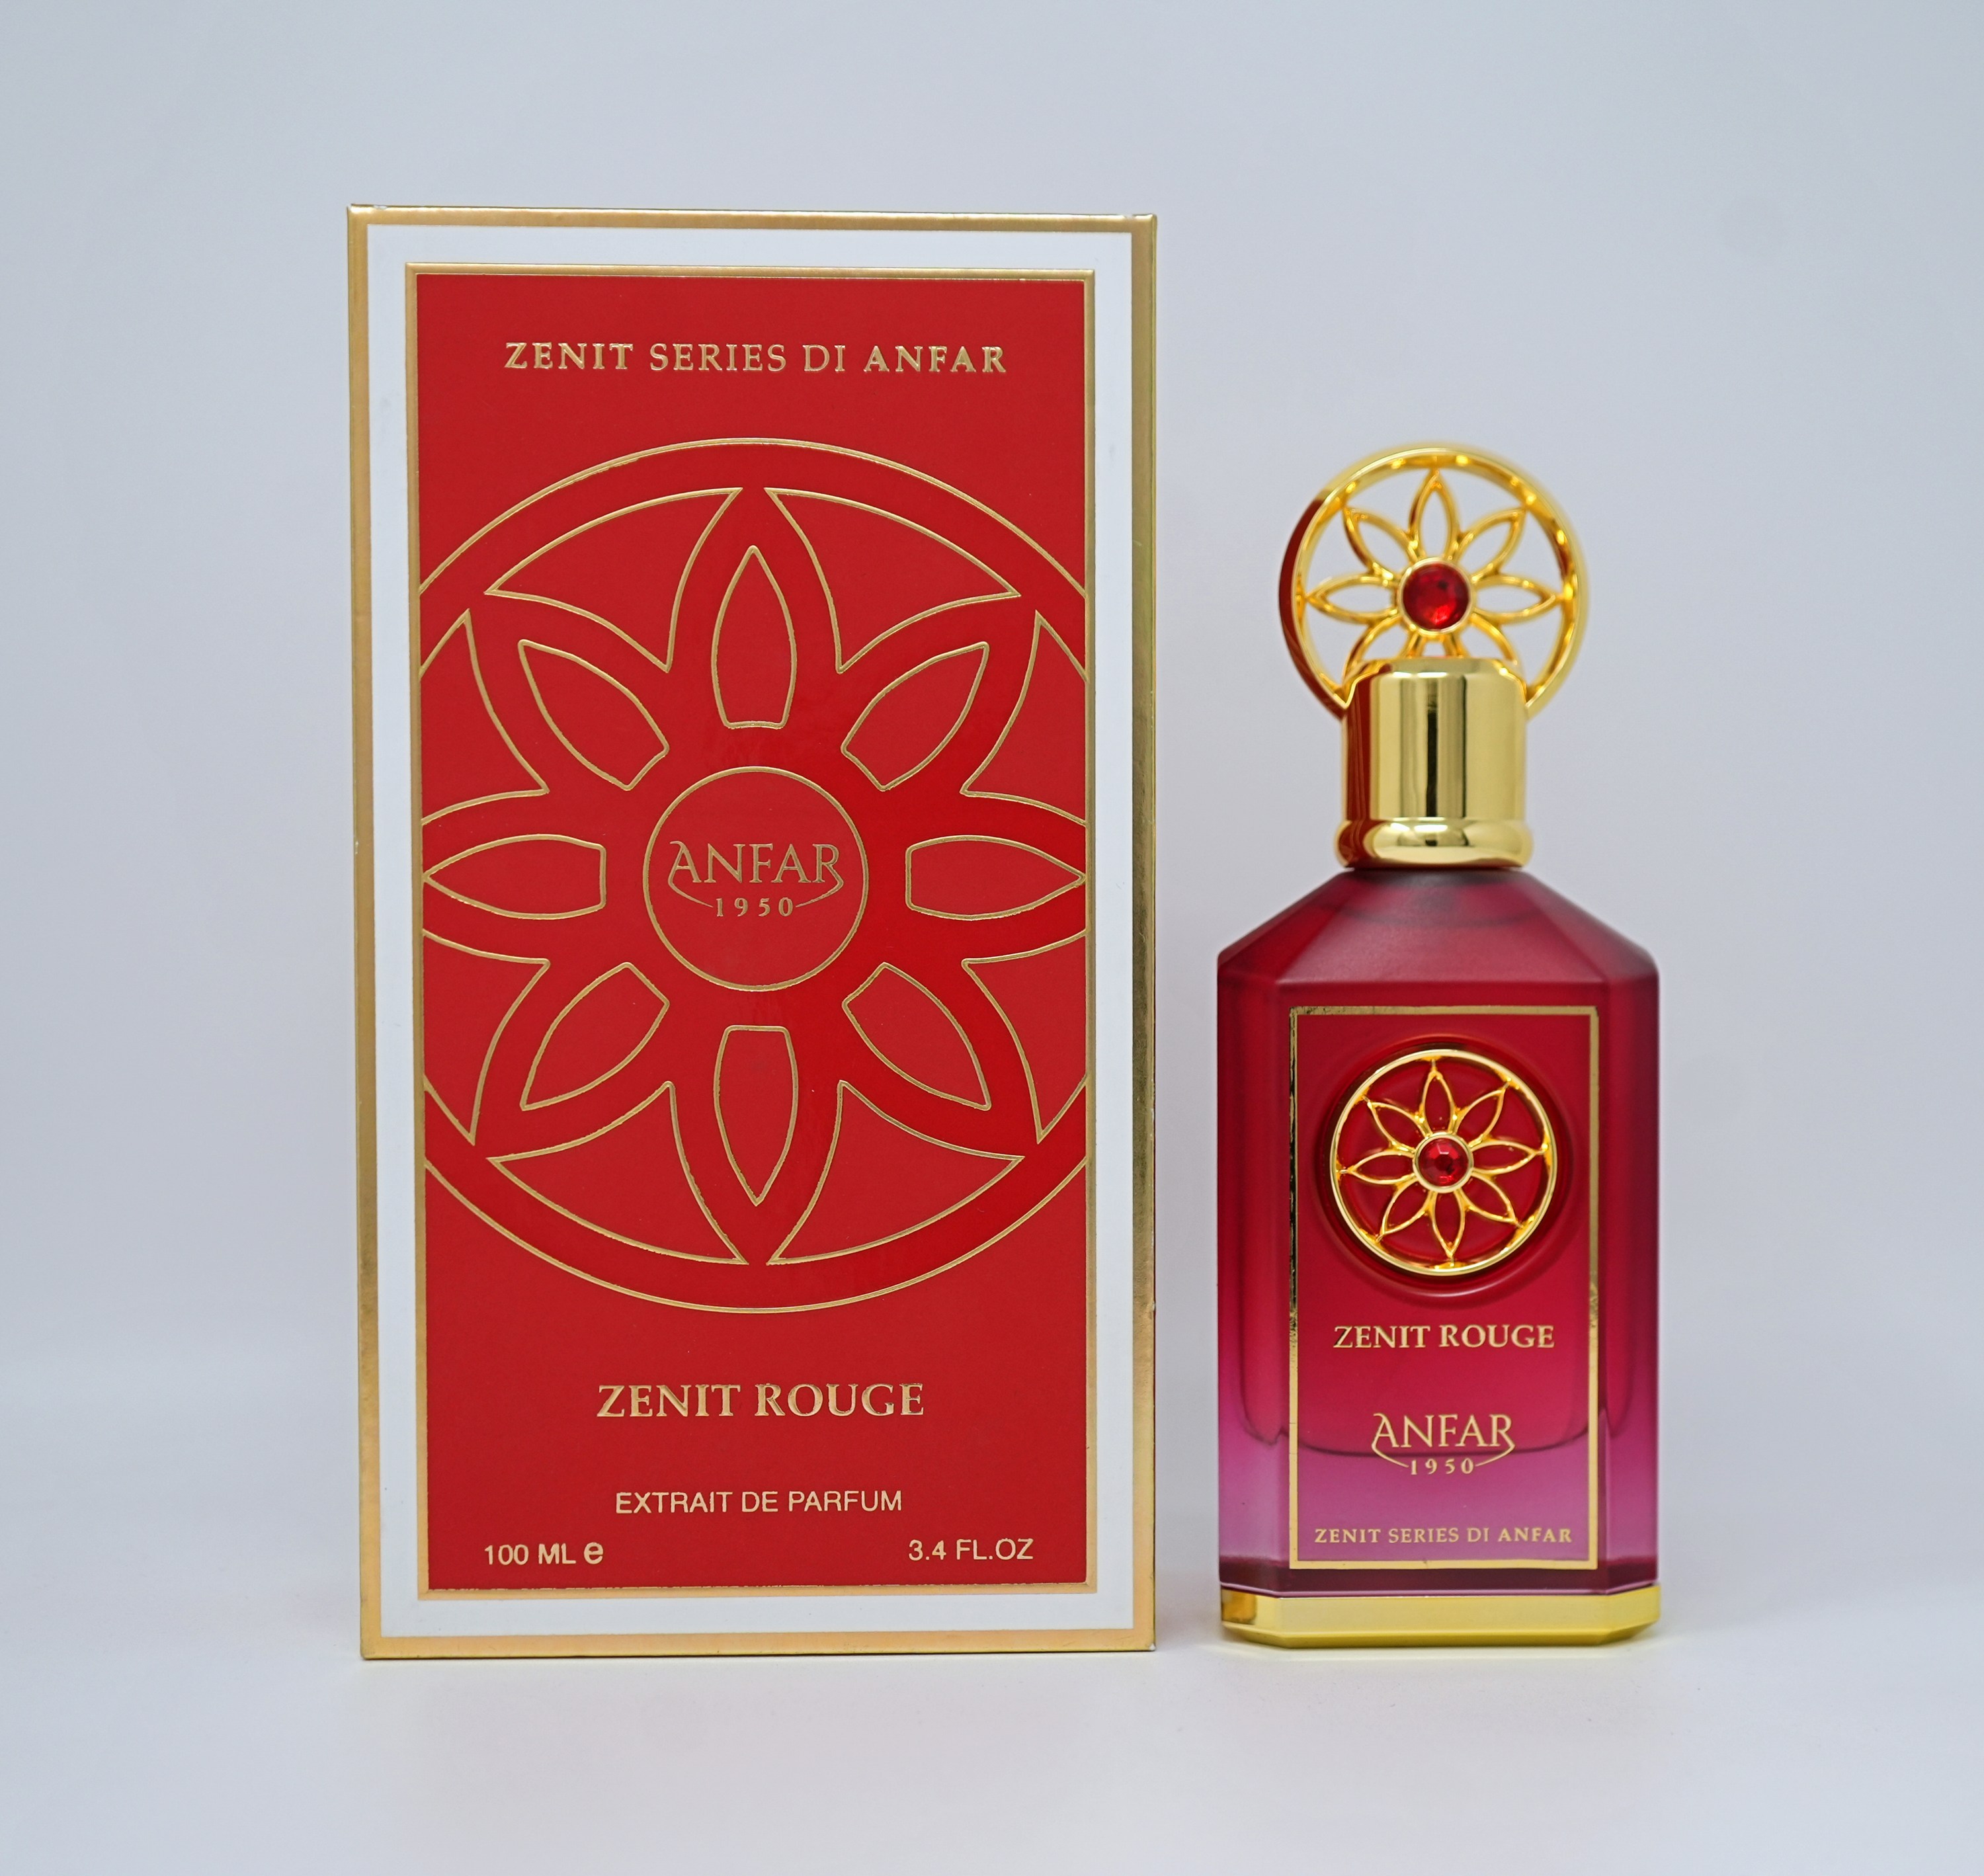 ZENIT SERIES DI ANFAR
ANFAR
1950
ZENIT ROUGE
EXTRAIT DE PARFUM
100 ML e
3.4 FL.OZ
ZENIT ROUGE
ANFAR
1950
ZENIT SERIES DI ANFAR